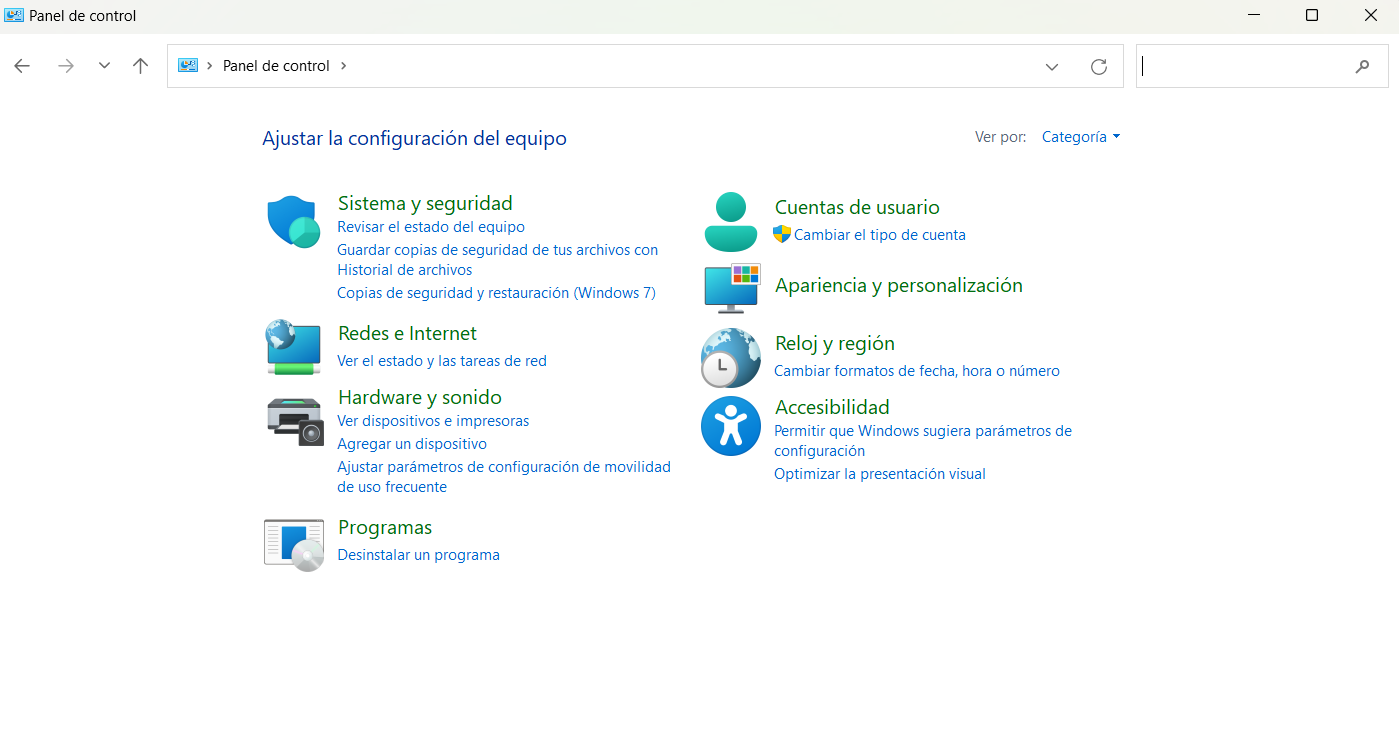 Panel de control
Panel de control
Ajustar la configuración del equipo
Ver por: Categoría
Sistema y seguridad
Revisar el estado del equipo
Guardar copias de seguridad de tus archivos con
Historial de archivos
Copias de seguridad y restauración (Windows 7)
Redes e Internet
Ver el estado y las tareas de red
Hardware y sonido
Ver dispositivos e impresoras
Agregar un dispositivo
Ajustar parámetros de configuración de movilidad
de uso frecuente
Programas
Desinstalar un programa
Cuentas de usuario
Cambiar el tipo de cuenta
Apariencia y personalización
Reloj y región
Cambiar formatos de fecha, hora o número
Accesibilidad
Permitir que Windows sugiera parámetros de
configuración
Optimizar la presentación visual